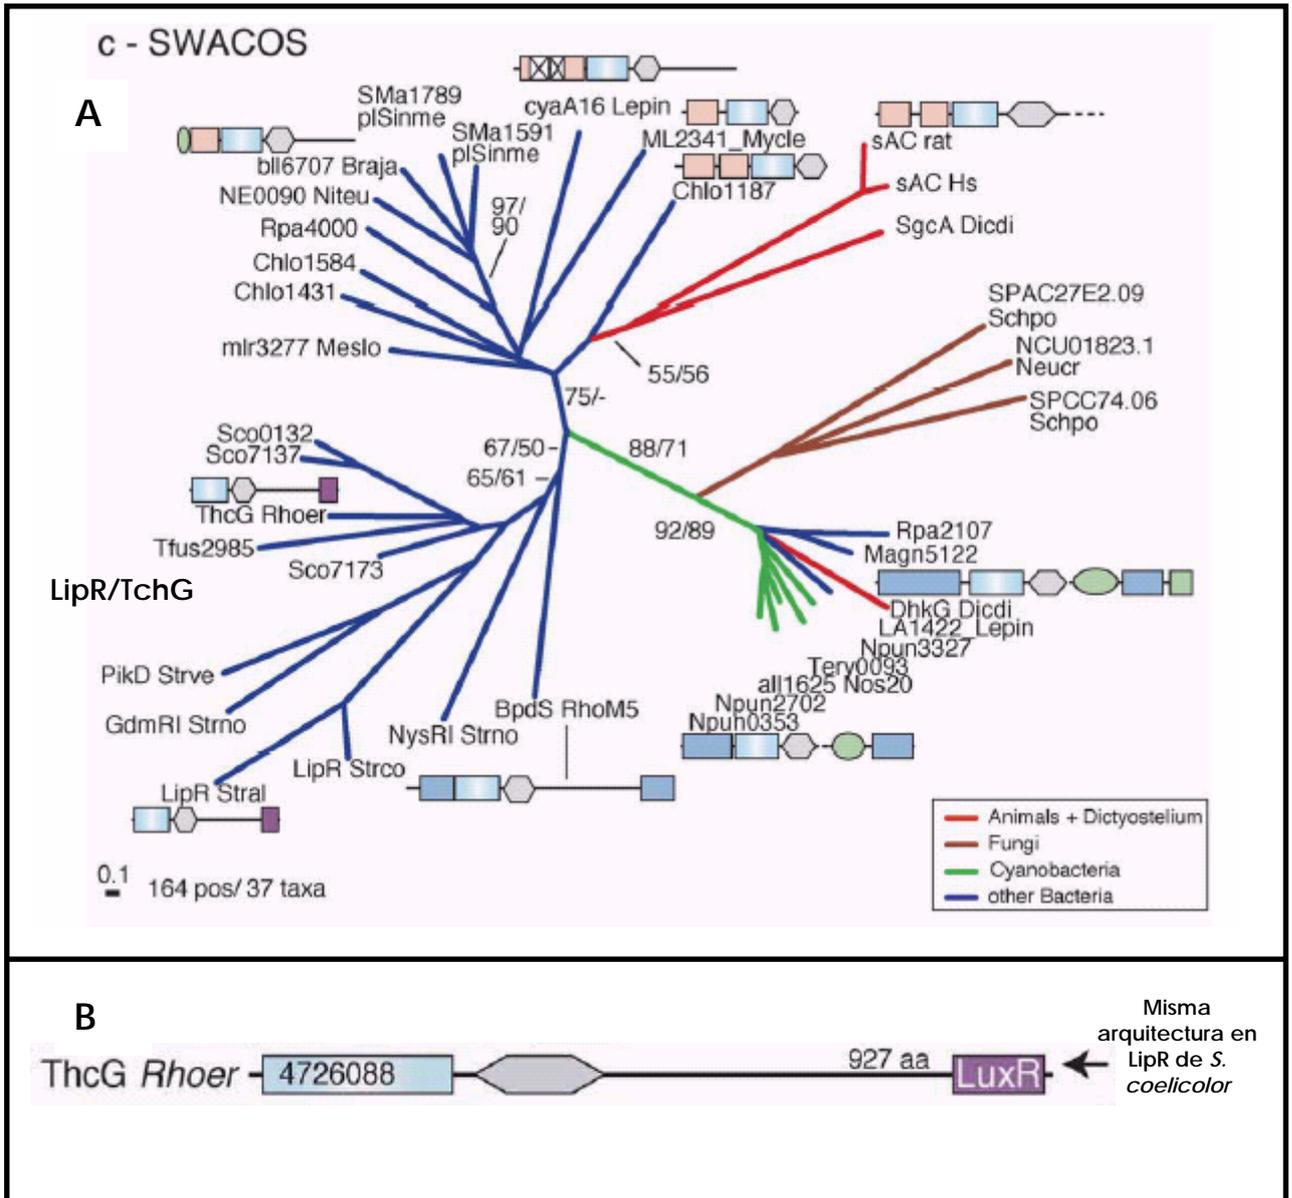 c - SWACOS
A
SMa1789
plSinme
SMa1591
plSinme
cyaA16 Lepin
ML2341_Mycle
Chlo1187
sAC rat
sAC Hs
SgcA Dicdi
bll6707 Braja
NE0090 Niteu
Rpa4000
Chlo1584
Chlo1431
mlr3277 Meslo
97/
90
55/56
75/-
SPAC27E2.09
Schpo
NCU01823.1
Neucr
SPCC74.06
Schpo
67/50
65/61
88/71
92/89
Sco0132
Sco7137
ThcG Rhoer
Tfus2985
Sco7173
LipR/TchG
PikD Strve
GdmRI Strno
LipR Stral
LipR Strco
NysRI Strno
BpdS RhoM5
Rpa2107
Magn5122
DhkG Dicdi
LA1422_Lepin
Npun3327
Tery0093
all1625 Nos20
Npun2702
Npun0353
Animals + Dictyostelium
Fungi
Cyanobacteria
other Bacteria
0.1
164 pos/ 37 taxa
B
ThcG Rhoer
4726088
927 aa
LuxR
Misma
arquitectura en
LipR de S.
coelicolor